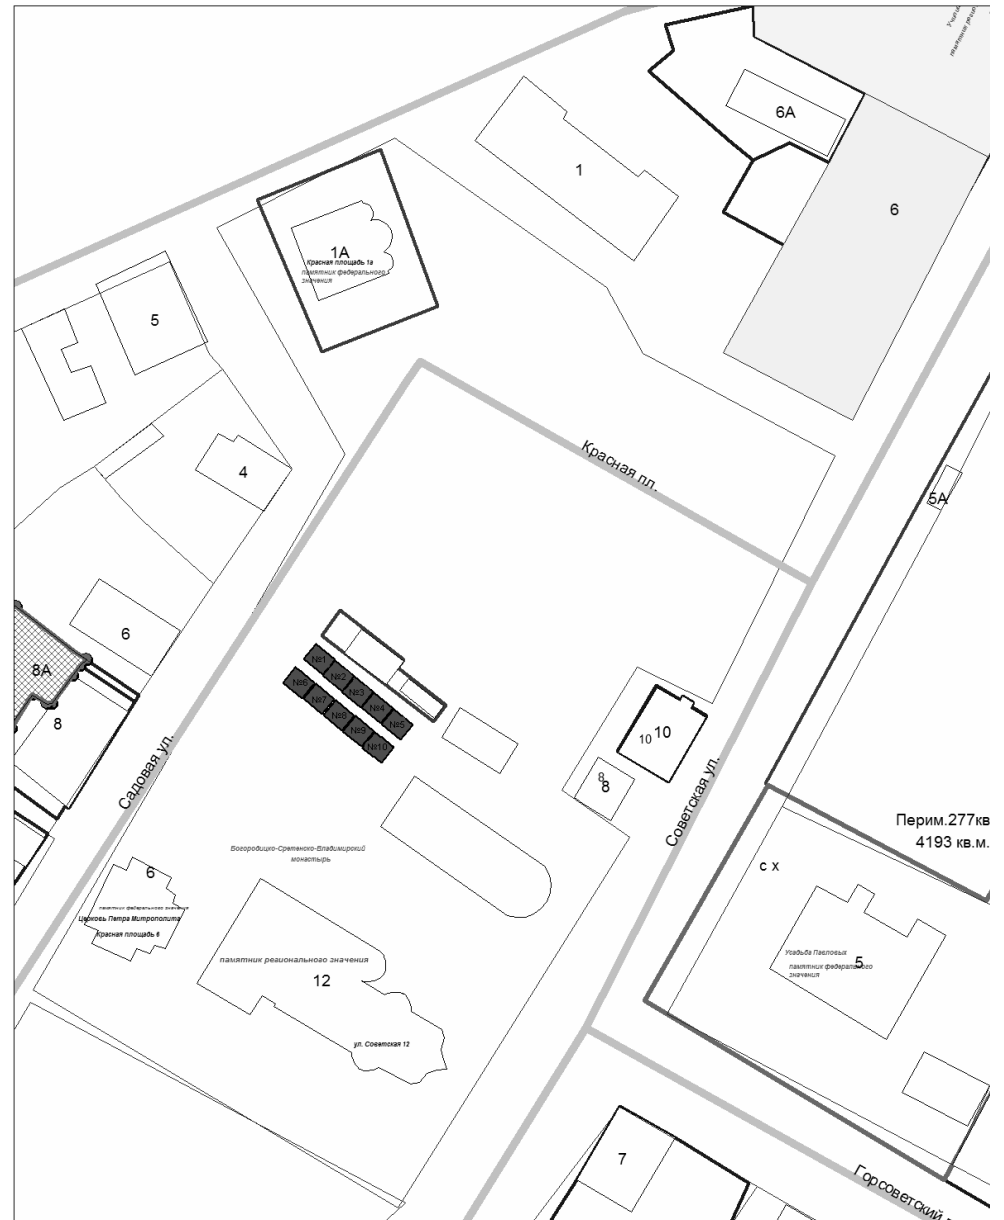 6А
1
6
1А
Красная площадь 1а
памятник федерального
значения
5
4
Красная пл.
5А
6
8А
8
№1
№2
№3
№4
№5
№6
№7
№8
№9
№10
10
10
8
8
Садовая ул.
Советская ул.
Перим.277кв
4193 кв.м.
с х
Богородицко-Сретенско-Владимирский
монастырь
6
памятник федерального значения
Церковь Петра Митрополита
Красная площадь 6
памятник регионального значения
12
ул. Советская 12
Усадьба Павловых
5
памятник федерального
значения
7
Горсоветский